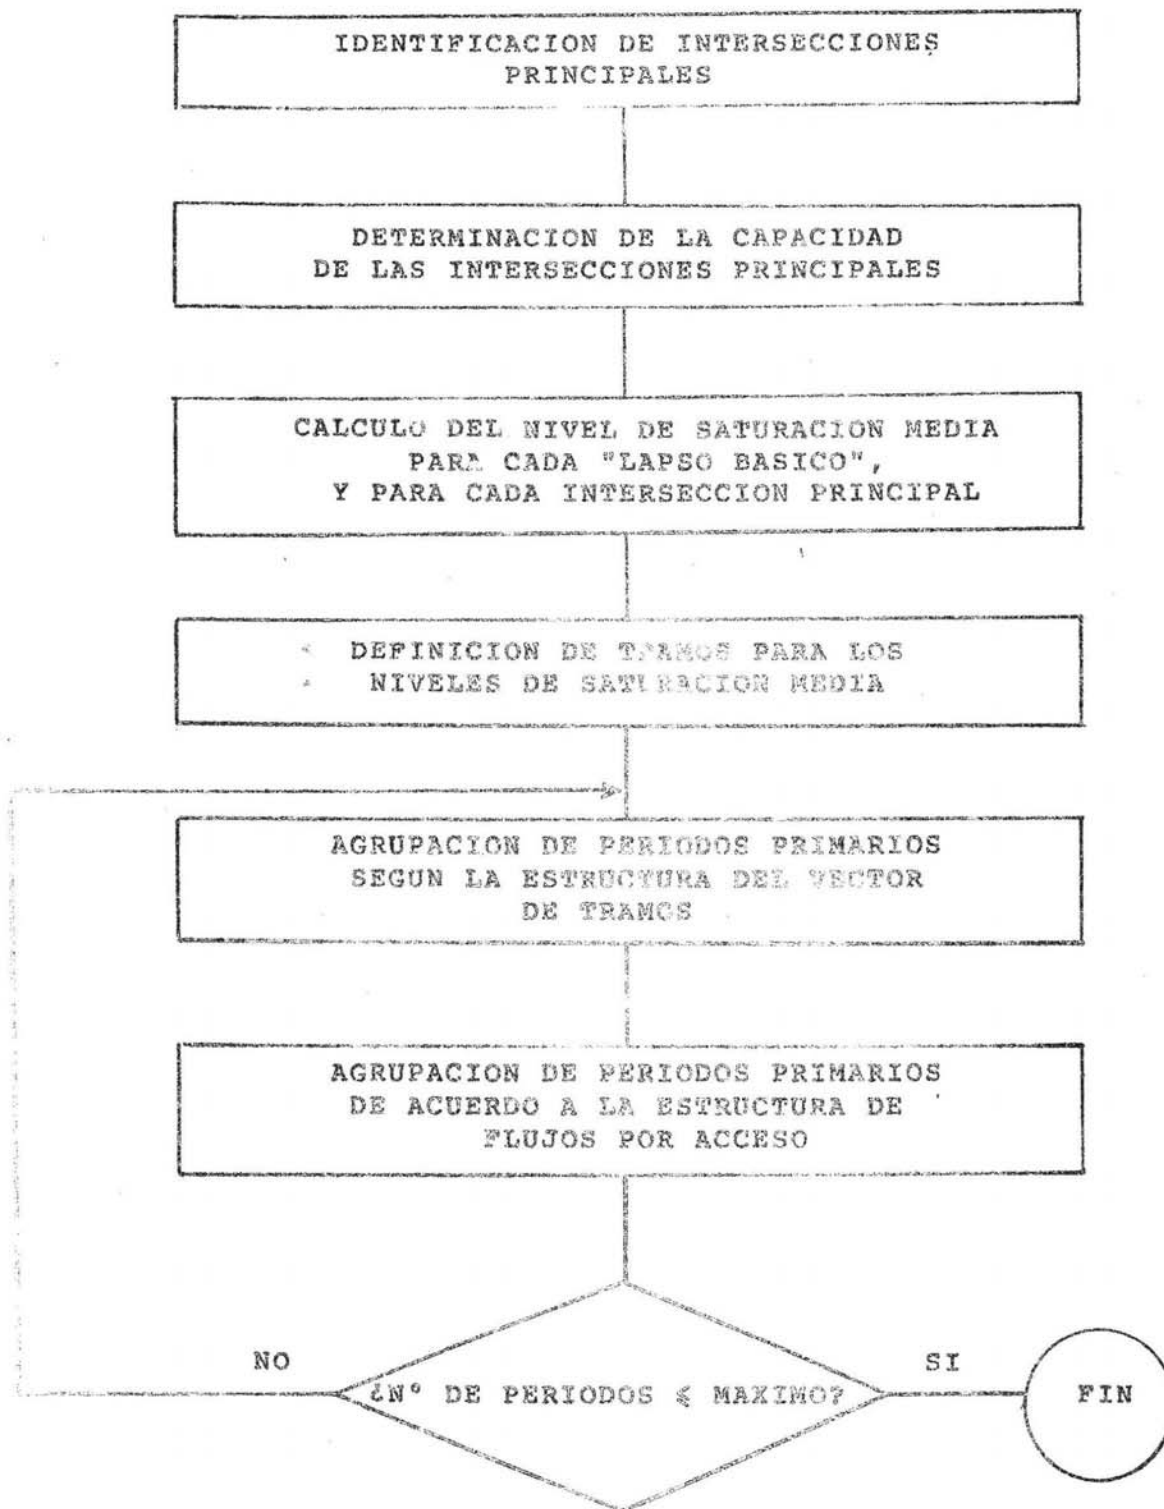 IDENTIFICACION DE INTERSECCIONES
PRINCIPALES
DETERMINACION DE LA CAPACIDAD
DE LAS INTERSECCIONES PRINCIPALES
CALCULO DEL NIVEL DE SATURACION MEDIA
PARA CADA "LAPSO BASICO",
Y PARA CADA INTERSECCION PRINCIPAL
DEFINICION DE TRAMOS PARA LOS
NIVELES DE SATURACION MEDIA
AGRUPACION DE PERIODOS PRIMARIOS
SEGUN LA ESTRUCTURA DEL VECTOR
DE TRAMOS
AGRUPACION DE PERIODOS PRIMARIOS
DE ACUERDO A LA ESTRUCTURA DE
FLUJOS POR ACCESO
NO
¿N° DE PERIODOS ≤ MAXIMO?
SI
FIN